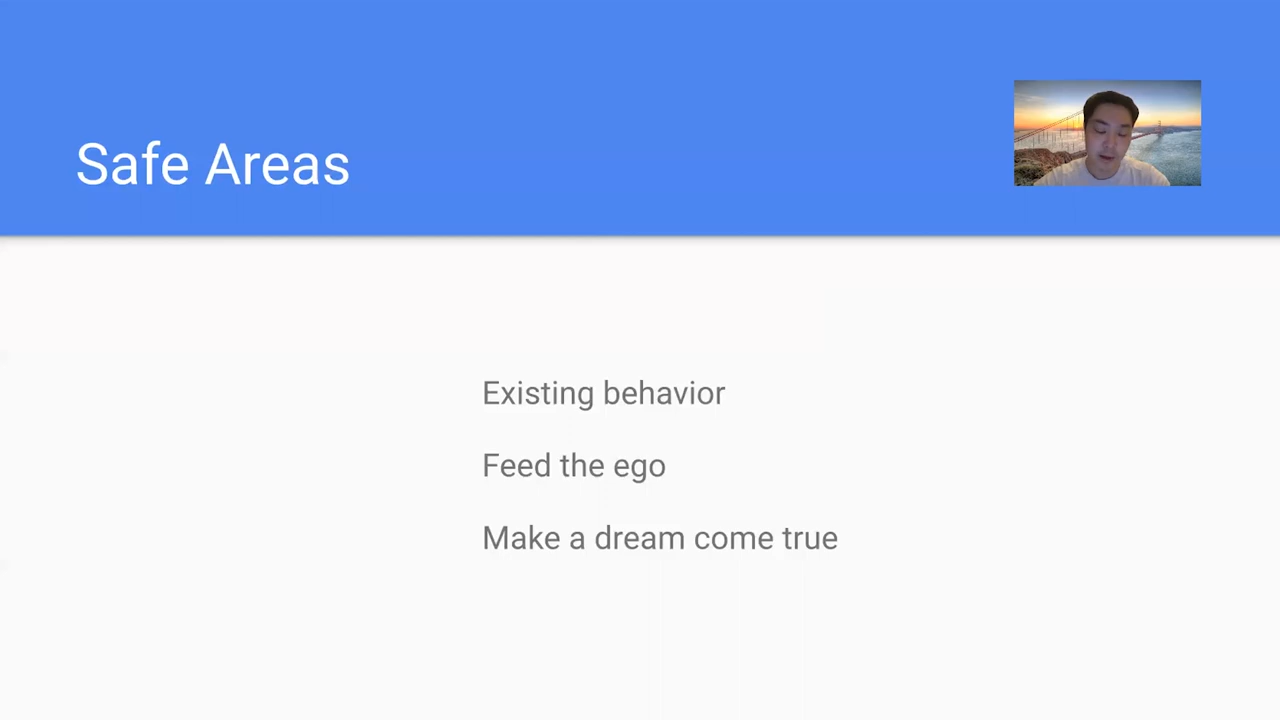 Safe Areas
Existing behavior
Feed the ego
Make a dream come true